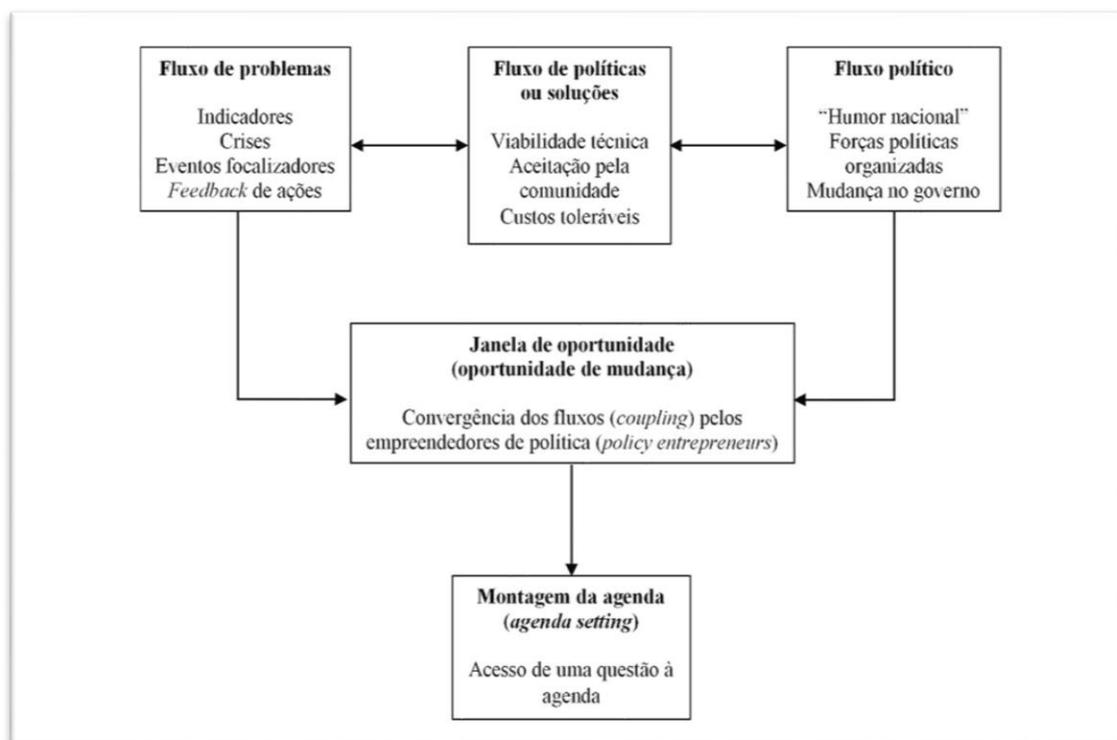 Fluxo de problemas
Indicadores
Crises
Eventos focalizadores
Feedback de ações
Fluxo de políticas
ou soluções
Viabilidade técnica
Aceitação pela
comunidade
Custos toleráveis
Fluxo político
“Humor nacional”
Forças políticas
organizadas
Mudança no governo
Janela de oportunidade
(oportunidade de mudança)
Convergência dos fluxos (coupling) pelos
empreendedores de política (policy entrepreneurs)
Montagem da agenda
(agenda setting)
Acesso de uma questão à
agenda